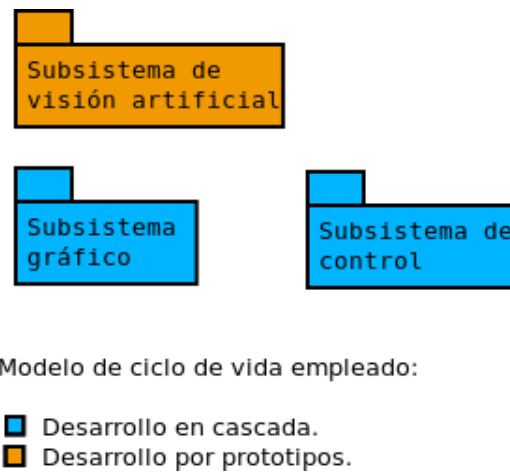 Subsistema de
visión artificial
Subsistema
gráfico
Subsistema de
control
Modelo de ciclo de vida empleado:
Desarrollo en cascada.
Desarrollo por prototipos.